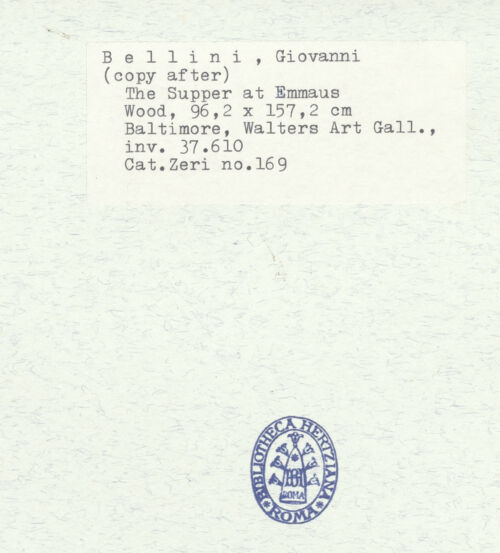 B e l l i n i , Giovanni
(copy after)
The Supper at Emmaus
Wood, 96,2 x 157,2 cm
Baltimore, Walters Art Gall.,
inv. 37.610
Cat.Zeri no.169
BIBLIOTHECA HERTZIANA
ROMA
ROMA